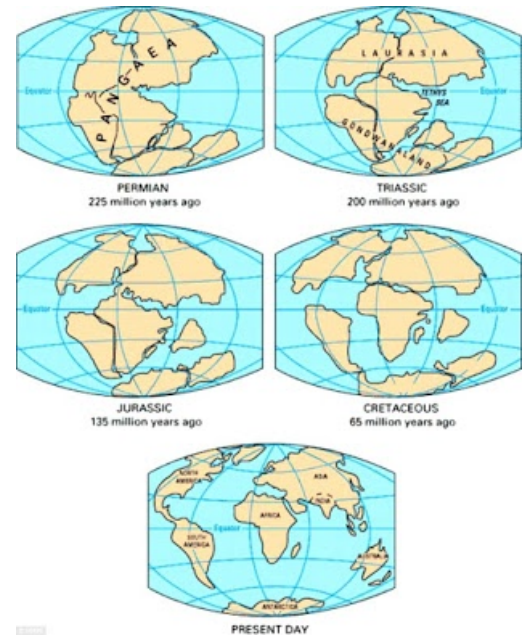 PANGAEA
Equator
PERMIAN
225 million years ago
LAURASIA
TETHYS
SEA
Equator
GONDWANALAND
TRIASSIC
200 million years ago
Equator
JURASSIC
135 million years ago
Equator
CRETACEOUS
65 million years ago
NORTH
AMERICA
ASIA
INDIA
AFRICA
Equator
SOUTH
AMERICA
AUSTRALIA
ANTARCTICA
PRESENT DAY